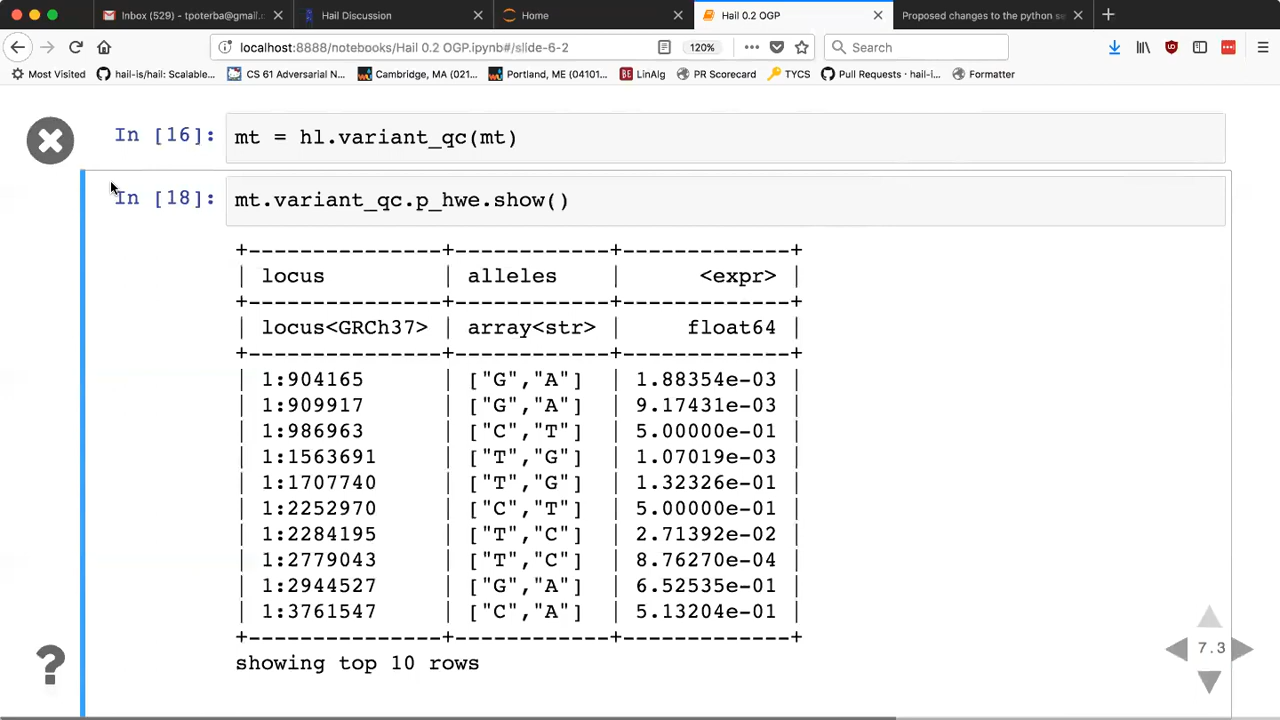 Inbox (529) - tpoterba@gmail.c
Hail Discussion
Home
Hail 0.2 OGP
Proposed changes to the python se
localhost:8888/notebooks/Hail 0.2 OGP.ipynb#/slide-6-2
120%
Search
Most Visited
hail-is/hail: Scalable...
CS 61 Adversarial N...
Cambridge, MA (021...
Portland, ME (04101...
BE LinAlg
PR Scorecard
TYCS
Pull Requests · hail-i...
Formatter
In [16]: mt = hl.variant_qc(mt)
In [18]: mt.variant_qc.p_hwe.show()
+---------------+------------+-------------+
| locus | alleles | <expr> |
+---------------+------------+-------------+
| locus<GRCh37> | array<str> | float64 |
+---------------+------------+-------------+
| 1:904165 | ["G","A"] | 1.88354e-03 |
| 1:909917 | ["G","A"] | 9.17431e-03 |
| 1:986963 | ["C","T"] | 5.00000e-01 |
| 1:1563691 | ["T","G"] | 1.07019e-03 |
| 1:1707740 | ["T","G"] | 1.32326e-01 |
| 1:2252970 | ["C","T"] | 5.00000e-01 |
| 1:2284195 | ["T","C"] | 2.71392e-02 |
| 1:2779043 | ["T","C"] | 8.76270e-04 |
| 1:2944527 | ["G","A"] | 6.52535e-01 |
| 1:3761547 | ["C","A"] | 5.13204e-01 |
+---------------+------------+-------------+
showing top 10 rows
?
7.3